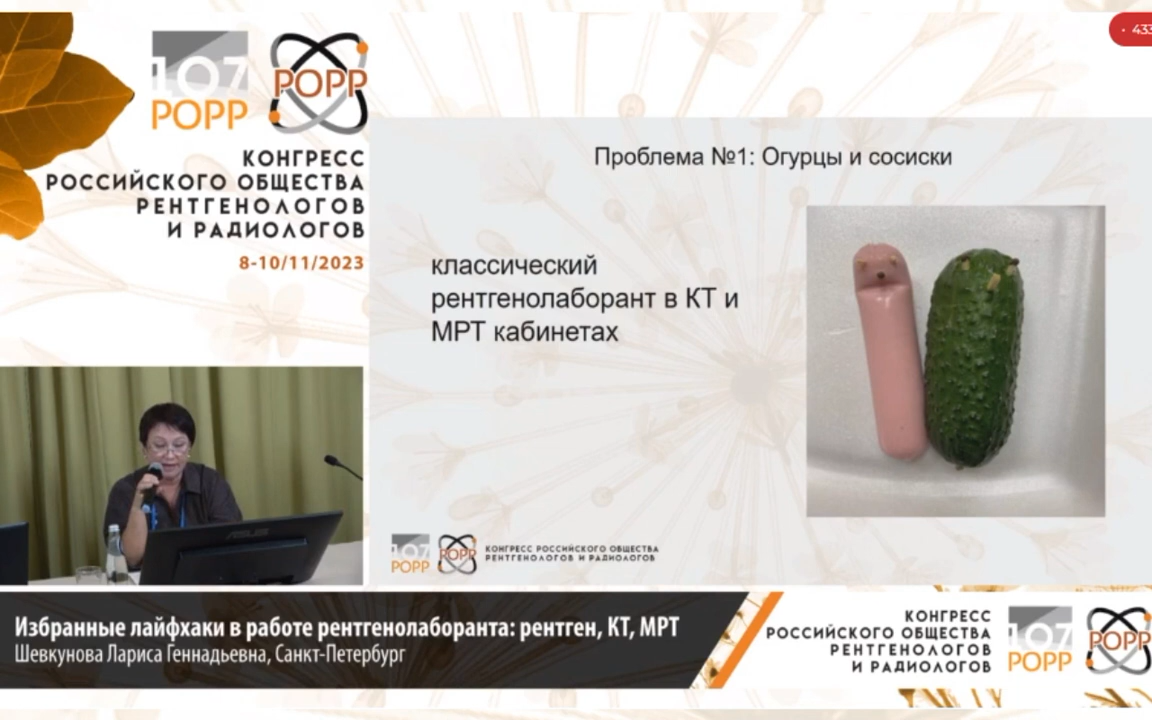 107
РОРР
РОРР
КОНГРЕСС
РОССИЙСКОГО ОБЩЕСТВА
РЕНТГЕНОЛОГОВ
И РАДИОЛОГОВ
8-10/11/2023
433
Проблема №1: Огурцы и сосиски
классический
рентгенолаборант в КТ и
МРТ кабинетах
ASUS
107
РОРР
РОРР
КОНГРЕСС РОССИЙСКОГО ОБЩЕСТВА
РЕНТГЕНОЛОГОВ И РАДИОЛОГОВ
Избранные лайфхаки в работе рентгенолаборанта: рентген, КТ, МРТ
Шевкунова Лариса Геннадьевна, Санкт-Петербург
КОНГРЕСС
РОССИЙСКОГО ОБЩЕСТВА
РЕНТГЕНОЛОГОВ
И РАДИОЛОГОВ
107
РОРР
РОРР